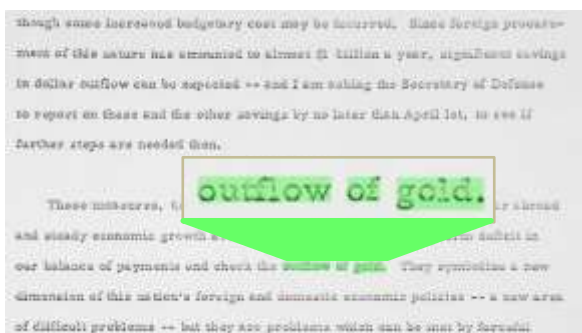 though some increased budgetary cost may be incurred. Since foreign procure-
ment of this nature has amounted to almost $1 billion a year, significant savings
in dollar outflow can be expected -- and I am asking the Secretary of Defense
to report on these and the other savings by no later than April 1st, to see if
further steps are needed then.
outflow of gold.
These measures, abroad
and steady economic growth deficit in
our balance of payments and check the outflow of gold. They symbolize a new
dimension of this nation's foreign and domestic economic policies -- a new area
of difficult problems -- but they are problems which can be met by forceful